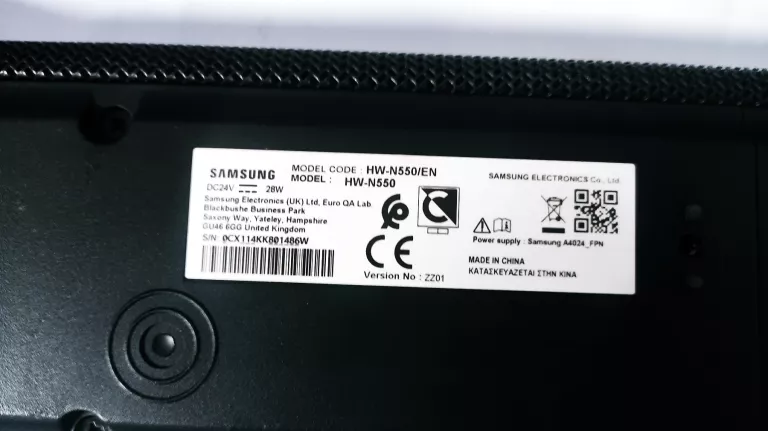 SAMSUNG
MODEL CODE : HW-N550/EN
MODEL : HW-N550
DC24V 28W
Samsung Electronics (UK) Ltd, Euro QA Lab.
Blackbushe Business Park
Saxony Way, Yateley, Hampshire
GU46 6GG United Kingdom
S/N 0CX114KK801486W
CE
Version No : ZZ01
SAMSUNG ELECTRONICS Co., Ltd.
Power supply : Samsung A4024_FPN
MADE IN CHINA
ΚΑΤΑΣΚΕΥΑΖΕΤΑΙ ΣΤΗΝ ΚΙΝΑ